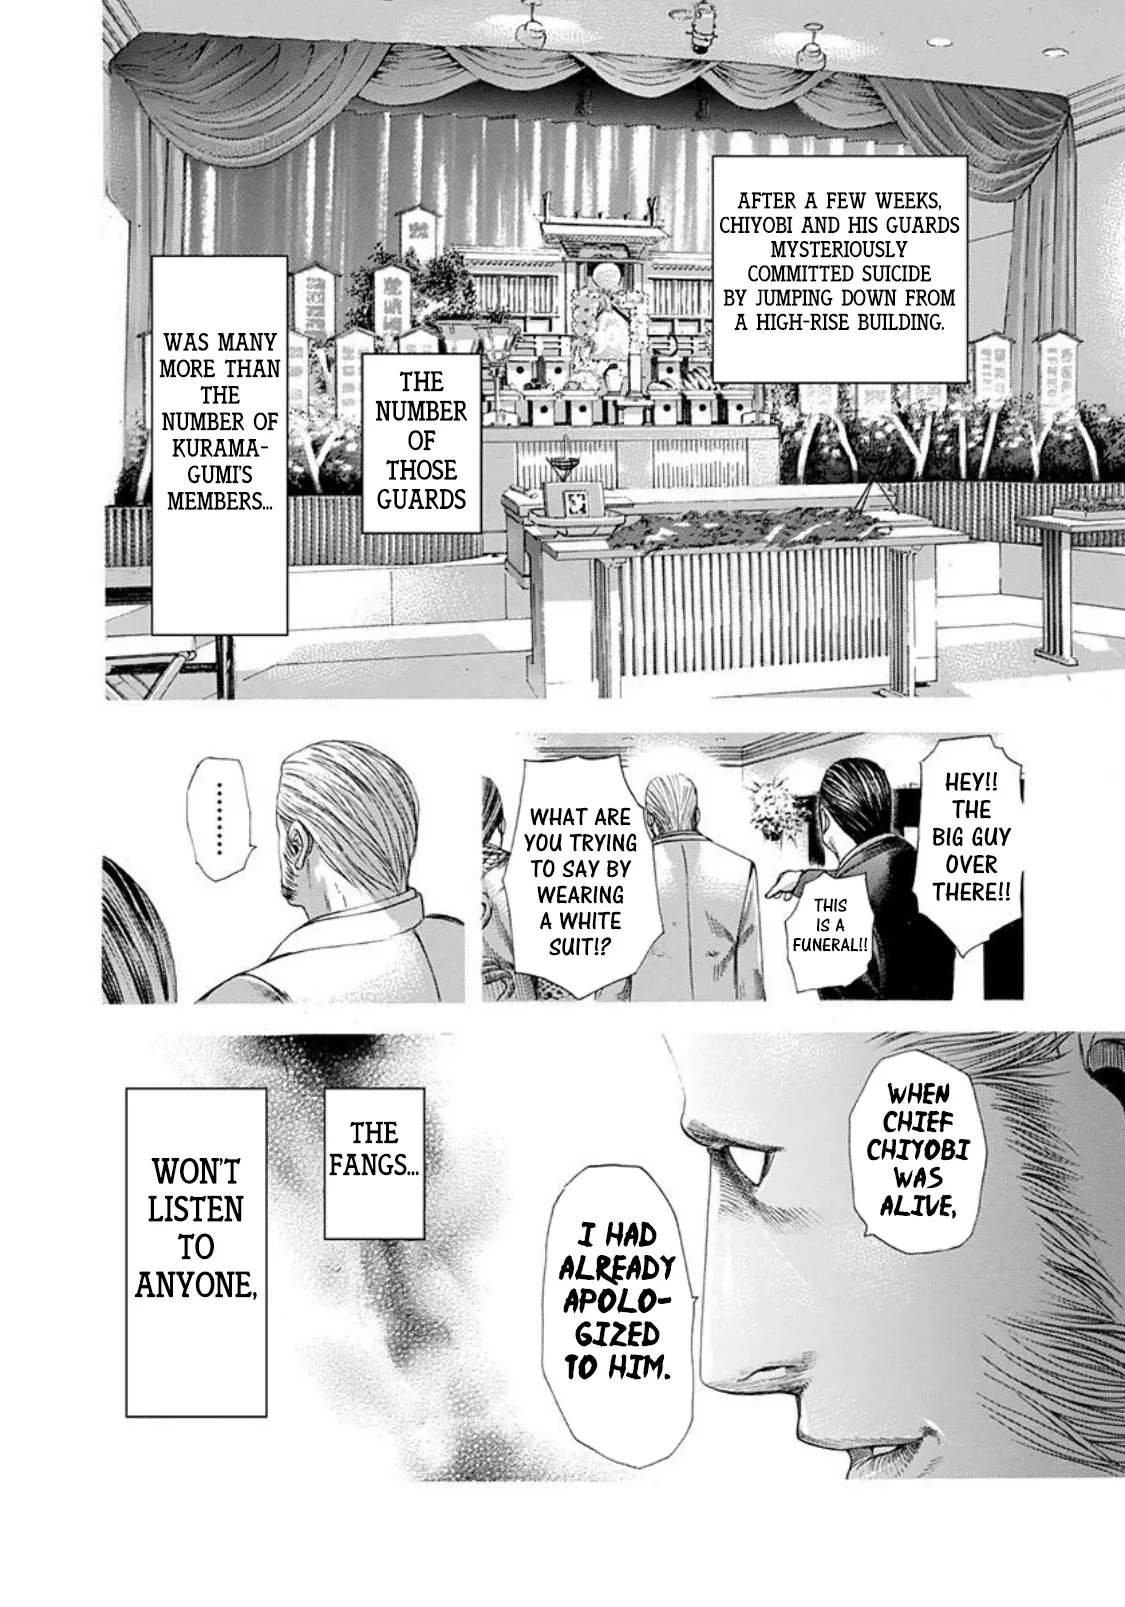 AFTER A FEW WEEKS,
CHIYOBI AND HIS GUARDS
MYSTERIOUSLY
COMMITTED SUICIDE
BY JUMPING DOWN FROM
A HIGH-RISE BUILDING.
THE
NUMBER
OF
THOSE
GUARDS
WAS MANY
MORE THAN
THE
NUMBER OF
KURAMA-
GUMI'S
MEMBERS...
HEY!!
THE
BIG GUY
OVER
THERE!!
THIS
IS A
FUNERAL!!
WHAT ARE
YOU TRYING
TO SAY BY
WEARING
A WHITE
SUIT!?
.........
WHEN
CHIEF
CHIYOBI
WAS
ALIVE,
I HAD
ALREADY
APOLO-
GIZED
TO HIM.
THE
FANGS...
WON'T
LISTEN
TO
ANYONE,